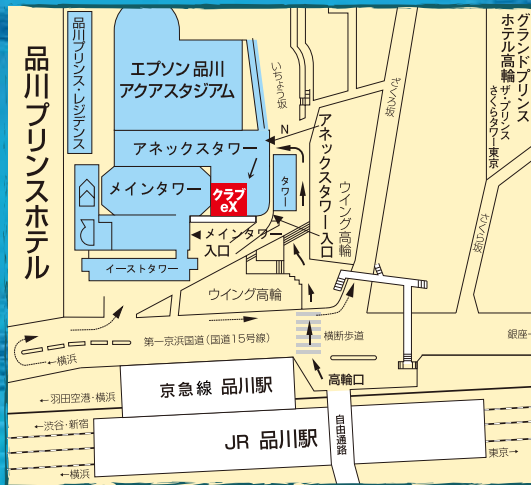 品川プリンスホテル
品川プリンス・レジデンス
エプソン 品川
アクアスタジアム
アネックスタワー
メインタワー
クラブ
eX
タワー
N
いちょう坂
アネックスタワー入口
ウイング高輪
さくら坂
グランドプリンス
ホテル高輪 ザ・プリンス
さくらタワー東京
さくら坂
◀メインタワー
入口
イーストタワー
ウイング高輪
第一京浜国道(国道15号線)
横断歩道
銀座→
←横浜
高輪口
京急線 品川駅
←羽田空港・横浜
←渋谷・新宿
JR 品川駅
自由通路
東京→
←横浜